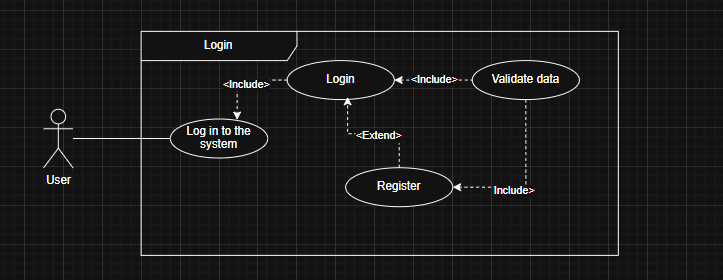 Login
Login
<Include>
Validate data
<Include>
Log in to the
system
<Extend>
User
Register
Include>